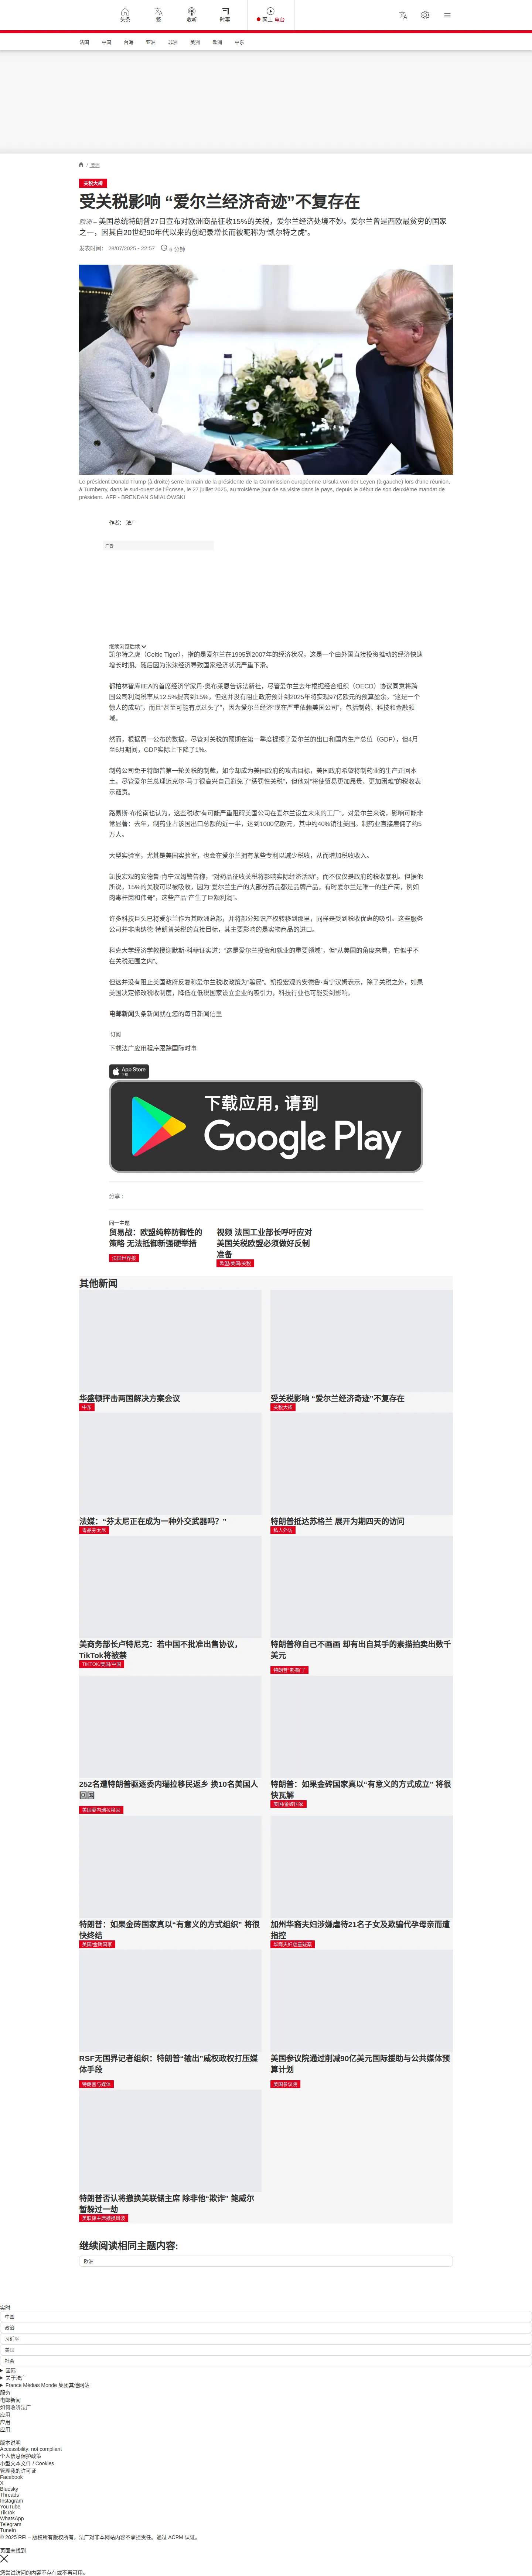 头条
繁
收听
时事
网上 电台
法国
中国
台海
亚洲
非洲
美洲
欧洲
中东
/ 美洲
关税大棒
受关税影响 “爱尔兰经济奇迹”不复存在
欧洲 – 美国总统特朗普27日宣布对欧洲商品征收15%的关税，爱尔兰经济处境不妙。爱尔兰曾是西欧最贫穷的国家
之一，因其自20世纪90年代以来的创纪录增长而被昵称为“凯尔特之虎”。
发表时间： 28/07/2025 - 22:57
6 分钟
Le président Donald Trump (à droite) serre la main de la présidente de la Commission européenne Ursula von der Leyen (à gauche) lors d'une réunion,
à Turnberry, dans le sud-ouest de l'Écosse, le 27 juillet 2025, au troisième jour de sa visite dans le pays, depuis le début de son deuxième mandat de
président. AFP - BRENDAN SMIALOWSKI
作者： 法广
广告
继续浏览后续
凯尔特之虎（Celtic Tiger），指的是爱尔兰在1995到2007年的经济状况，这是一个由外国直接投资推动的经济快速
增长时期。随后因为泡沫经济导致国家经济状况严重下滑。
都柏林智库IIEA的首席经济学家丹·奥布莱恩告诉法新社，尽管爱尔兰去年根据经合组织（OECD）协议同意将跨
国公司利润税率从12.5%提高到15%，但这并没有阻止政府预计到2025年将实现97亿欧元的预算盈余。“这是一个
惊人的成功”，而且“甚至可能有点过头了”，因为爱尔兰经济“现在严重依赖美国公司”，包括制药、科技和金融领
域。
然而，根据周一公布的数据，尽管对关税的预期在第一季度提振了爱尔兰的出口和国内生产总值（GDP），但4月
至6月期间，GDP实际上下降了1%。
制药公司免于特朗普第一轮关税的制裁，如今却成为美国政府的攻击目标，美国政府希望将制药业的生产迁回本
土。尽管爱尔兰总理迈克尔·马丁很高兴自己避免了“惩罚性关税”，但他对“将使贸易更加昂贵、更加困难”的税收表
示谴责。
路易斯·布伦南也认为，这些税收“有可能严重阻碍美国公司在爱尔兰设立未来的工厂”。对爱尔兰来说，影响可能非
常显著：去年，制药业占该国出口总额的近一半，达到1000亿欧元，其中约40%销往美国。制药业直接雇佣了约5
万人。
大型实验室，尤其是美国实验室，也会在爱尔兰拥有某些专利以减少税收，从而增加税收收入。
凯投宏观的安德鲁·肯宁汉姆警告称，“对药品征收关税将影响实际经济活动”，而不仅仅是政府的税收暴利。但据他
所说，15%的关税可以被吸收，因为“爱尔兰生产的大部分药品都是品牌产品，有时爱尔兰是唯一的生产商，例如
肉毒杆菌和伟哥”，这些产品“产生了巨额利润”。
许多科技巨头已将爱尔兰作为其欧洲总部，并将部分知识产权转移到那里，同样是受到税收优惠的吸引。这些服务
公司并非唐纳德·特朗普关税的直接目标，其主要影响的是实物商品的进口。
科克大学经济学教授谢默斯·科菲证实道：“这是爱尔兰投资和就业的重要领域”，但“从美国的角度来看，它似乎不
在关税范围之内”。
但这并没有阻止美国政府反复称爱尔兰税收政策为“骗局”。凯投宏观的安德鲁·肯宁汉姆表示，除了关税之外，如果
美国决定修改税收制度，降低在低税国家设立企业的吸引力，科技行业也可能受到影响。
电邮新闻头条新闻就在您的每日新闻信里
订阅
下载法广应用程序跟踪国际时事
App Store
下载
下载应用，请到
Google Play
分享 :
同一主题
贸易战：欧盟纯粹防御性的
策略 无法抵御新强硬举措
法国世界报
视频 法国工业部长呼吁应对
美国关税欧盟必须做好反制
准备
欧盟/美国/关税
其他新闻
华盛顿抨击两国解决方案会议
中东
受关税影响 “爱尔兰经济奇迹”不复存在
关税大棒
法媒：“芬太尼正在成为一种外交武器吗？”
毒品芬太尼
特朗普抵达苏格兰 展开为期四天的访问
私人外访
美商务部长卢特尼克：若中国不批准出售协议，
TikTok将被禁
TIKTOK/美国/中国
特朗普称自己不画画 却有出自其手的素描拍卖出数千
美元
特朗普“素描门”
252名遭特朗普驱逐委内瑞拉移民返乡 换10名美国人
回国
美国委内瑞拉换囚
特朗普：如果金砖国家真以“有意义的方式成立” 将很
快瓦解
美国/金砖国家
特朗普：如果金砖国家真以“有意义的方式组织” 将很
快终结
美国/金砖国家
加州华裔夫妇涉嫌虐待21名子女及欺骗代孕母亲而遭
指控
华裔夫妇虐童疑案
RSF无国界记者组织：特朗普“输出”威权政权打压媒
体手段
特朗普与媒体
美国参议院通过削减90亿美元国际援助与公共媒体预
算计划
美国参议院
特朗普否认将撤换美联储主席 除非他“欺诈” 鲍威尔
暂躲过一劫
美联储主席撤换风波
继续阅读相同主题内容:
欧洲
实时
中国
政治
习近平
美国
社会
国际
关于法广
France Médias Monde 集团其他网站
服务
电邮新闻
如何收听法广
应用
应用
应用
版本说明
Accessibility: not compliant
个人信息保护政策
小型文本文件 / Cookies
管理我的许可证
Facebook
X
Bluesky
Threads
Instagram
YouTube
TikTok
WhatsApp
Telegram
TuneIn
© 2025 RFI – 版权所有版权所有。法广对非本网站内容不承担责任。通过 ACPM 认证。
页面未找到
您尝试访问的内容不存在或不再可用。